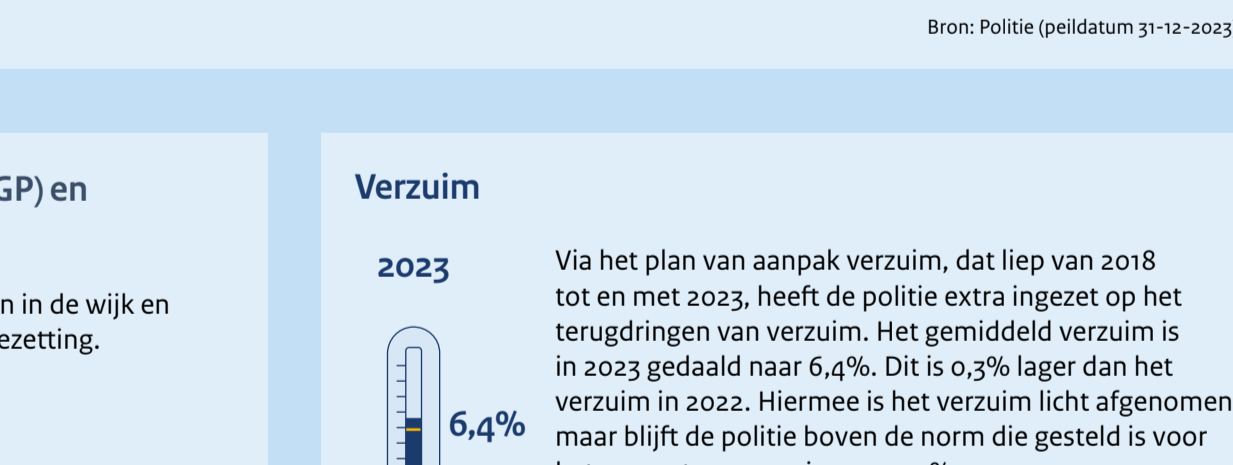 Bron: Politie (peildatum 31-12-2023
GP) en
n in de wijk en
ezetting.
Verzuim
2023
6,4%
Via het plan van aanpak verzuim, dat liep van 2018
tot en met 2023, heeft de politie extra ingezet op het
terugdringen van verzuim. Het gemiddeld verzuim is
in 2023 gedaald naar 6,4%. Dit is 0,3% lager dan het
verzuim in 2022. Hiermee is het verzuim licht afgenomen
maar blijft de politie boven de norm die gesteld is voor